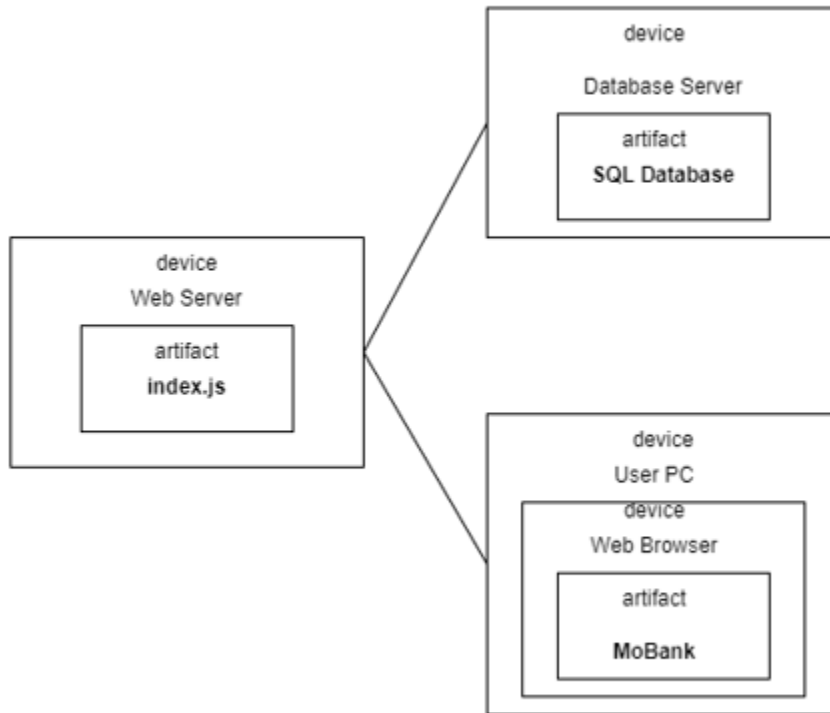 device
Database Server
artifact
SQL Database
device
Web Server
artifact
index.js
device
User PC
device
Web Browser
artifact
MoBank